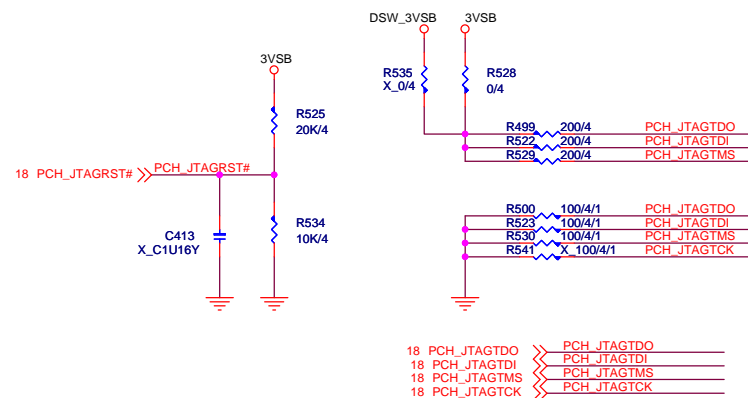 DSW_3VSB 3VSB
3VSB
R535 X_0/4
R528 0/4
R525 20K/4
R499 200/4 PCH_JTAGTDO
R522 200/4 PCH_JTAGTDI
R529 200/4 PCH_JTAGTMS
18 PCH_JTAGRST# PCH_JTAGRST#
C413 X_C1U16Y
R534 10K/4
R500 100/4/1 PCH_JTAGTDO
R523 100/4/1 PCH_JTAGTDI
R530 100/4/1 PCH_JTAGTMS
R541 X_100/4/1 PCH_JTAGTCK
18 PCH_JTAGTDO PCH_JTAGTDO
18 PCH_JTAGTDI PCH_JTAGTDI
18 PCH_JTAGTMS PCH_JTAGTMS
18 PCH_JTAGTCK PCH_JTAGTCK